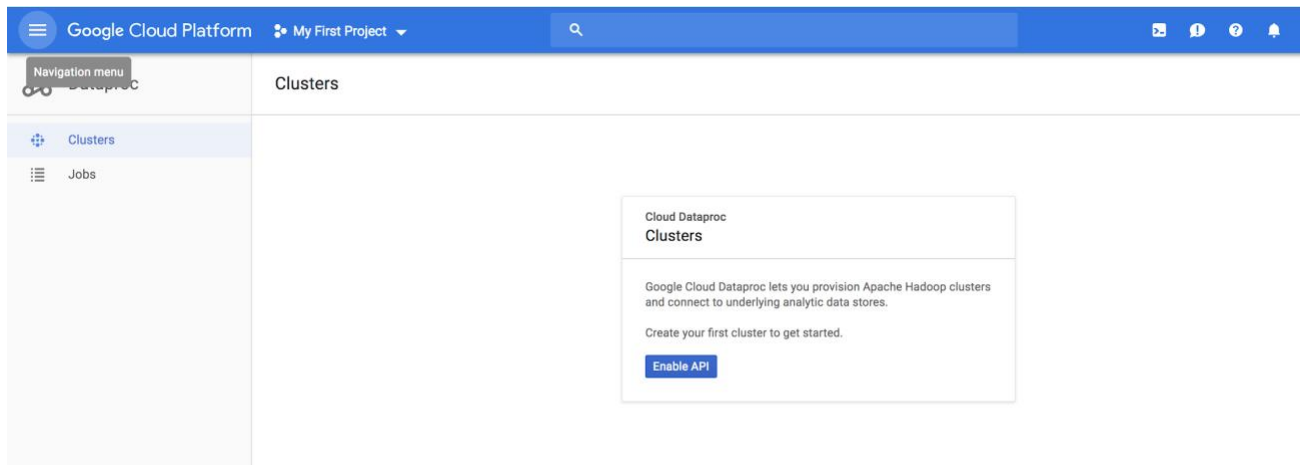 Google Cloud Platform My First Project
Navigation menu
Dataproc Clusters
Clusters
Jobs
Cloud Dataproc
Clusters
Google Cloud Dataproc lets you provision Apache Hadoop clusters
and connect to underlying analytic data stores.
Create your first cluster to get started.
Enable API